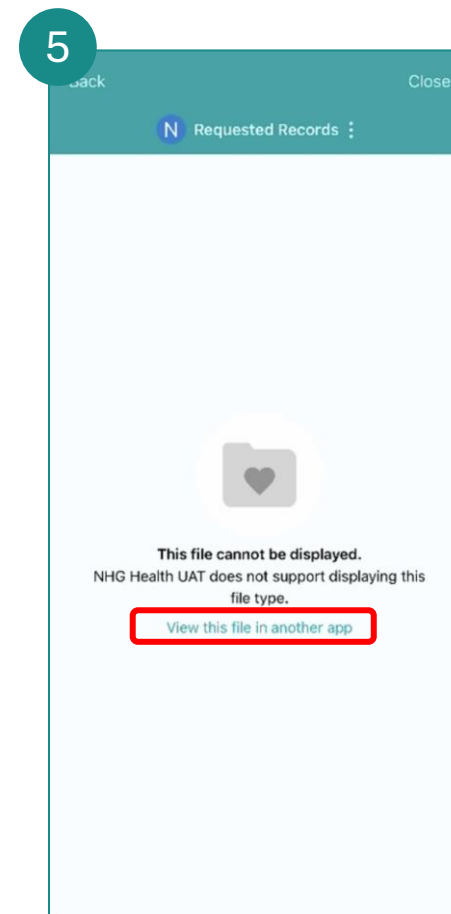 5
Back
Close
N Requested Records
This file cannot be displayed.
NHG Health UAT does not support displaying this
file type.
View this file in another app